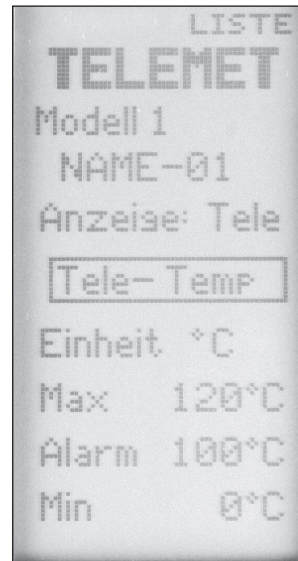 LISTE
TELEMET
Modell 1
NAME-01
Anzeige: Tele
Tele- Temp
Einheit °C
Max 120°C
Alarm 100°C
Min 0°C